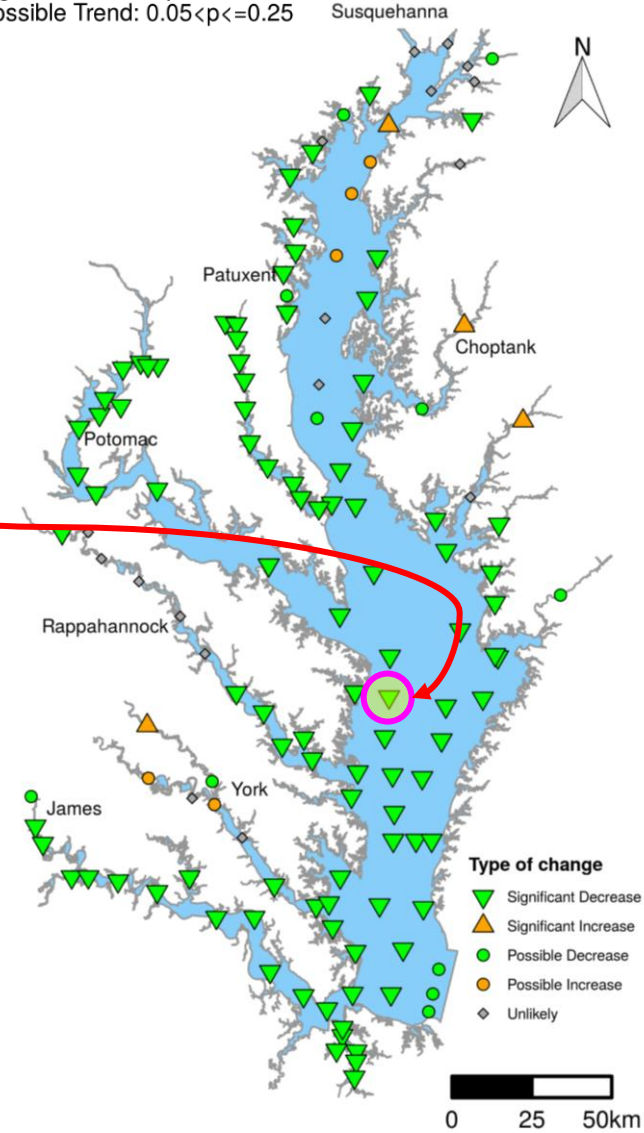 ossible Trend: 0.05<p<=0.25
Susquehanna
N
Patuxent
Choptank
Potomac
Rappahannock
York
James
Type of change
Significant Decrease
Significant Increase
Possible Decrease
Possible Increase
Unlikely
0 25 50km